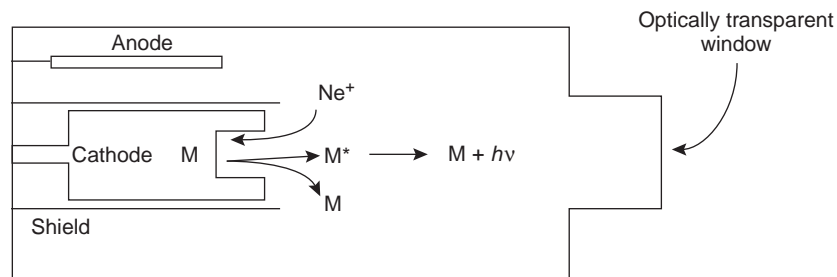 Optically transparent
window
Anode
Ne⁺
Cathode M
M* → M + hν
M
Shield